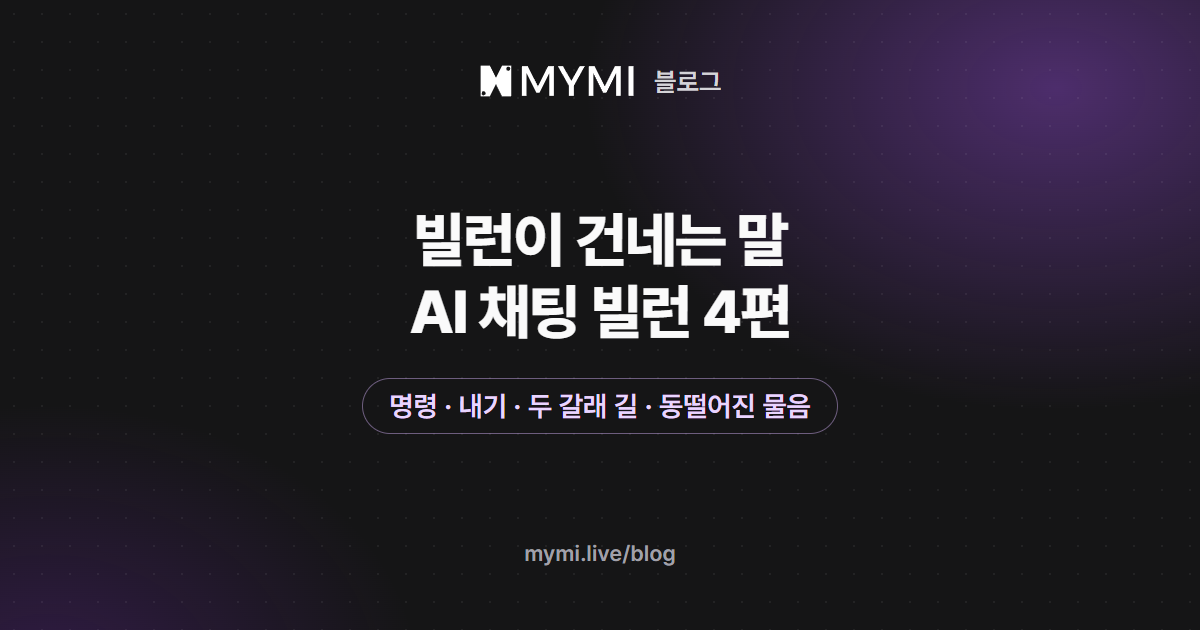 MYMI 블로그
빌런이 건네는 말
AI 채팅 빌런 4편
명령 · 내기 · 두 갈래 길 · 동떨어진 물음
mymi.live/blog